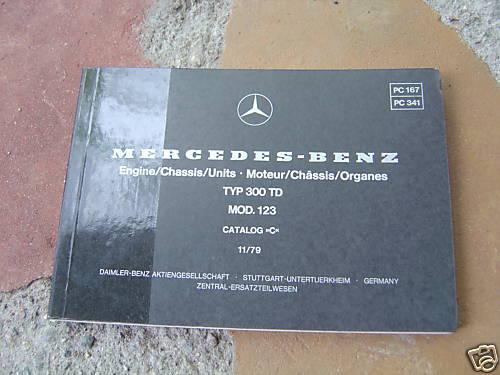 PC 167
PC 341
MERCEDES-BENZ
Engine/Chassis/Units · Moteur/Châssis/Organes
TYP 300 TD
MOD. 123
CATALOG »C«
11/79
DAIMLER-BENZ AKTIENGESELLSCHAFT · STUTTGART-UNTERTUERKHEIM · GERMANY
ZENTRAL-ERSATZTEILWESEN